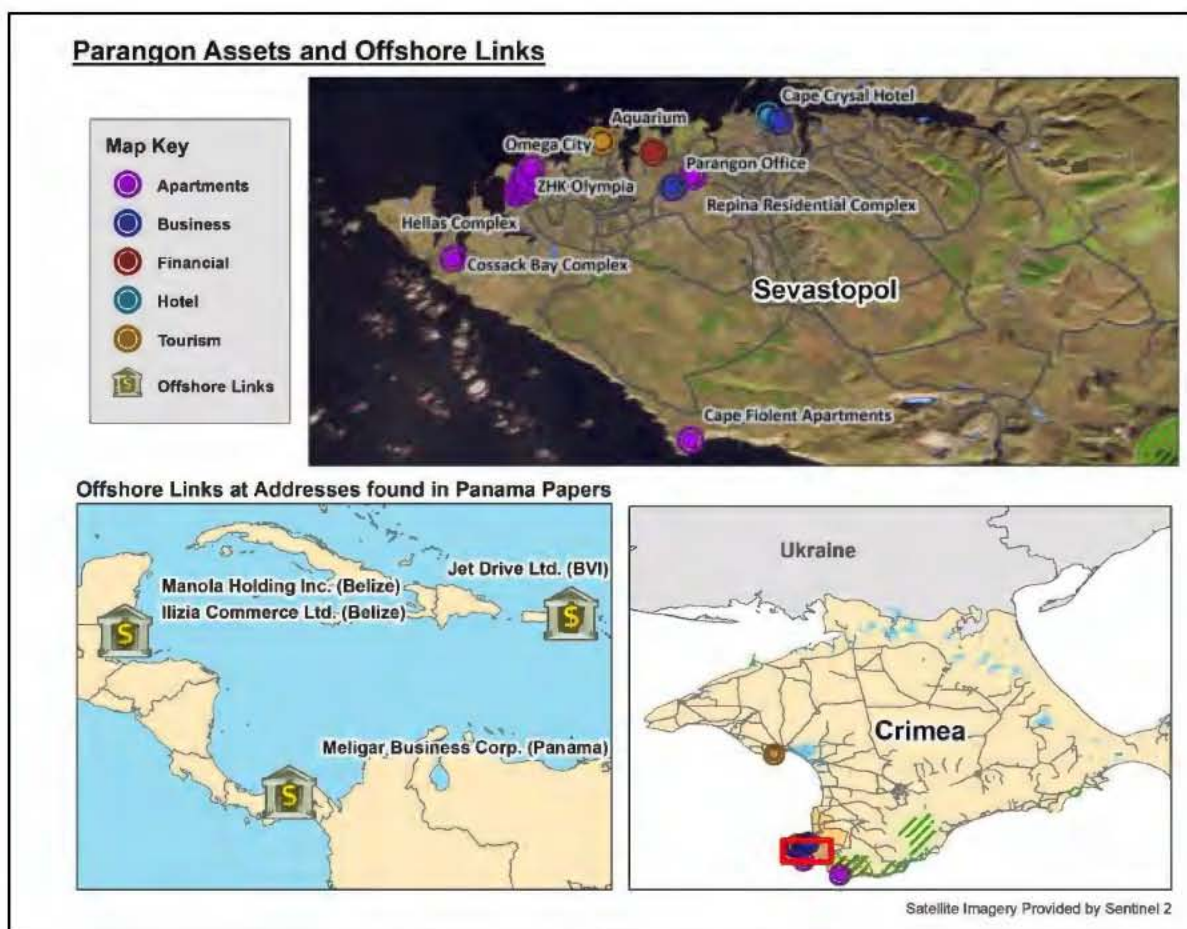 Parangon Assets and Offshore Links
Map Key
Apartments
Business
Financial
Hotel
Tourism
$ Offshore Links
Cape Crysal Hotel
Aquarium
Omega City
Parangon Office
ZHK Olympia
Repina Residential Complex
Hellas Complex
Cossack Bay Complex
Sevastopol
Cape Fiolent Apartments
Offshore Links at Addresses found in Panama Papers
Jet Drive Ltd. (BVI)
Manola Holding Inc. (Belize)
Ilizia Commerce Ltd. (Belize)
$
$
Meligar Business Corp. (Panama)
$
Ukraine
Crimea
Satellite Imagery Provided by Sentinel 2